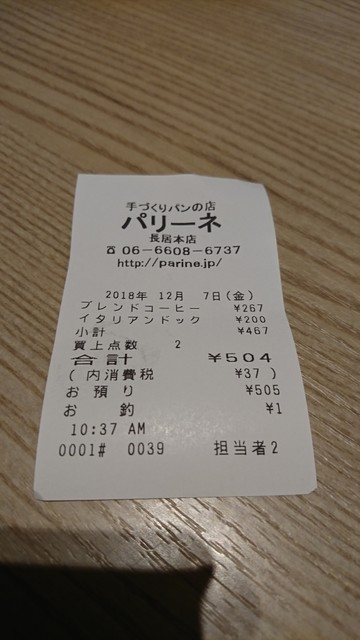 手づくりパンの店
パリーネ
長居本店
☎06-6608-6737
http://parine.jp/
2018年 12月 7日(金)
ブレンドコーヒー ¥267
イタリアンドック ¥200
小計 ¥467
買上点数 2
合計 ¥504
(内消費税 ¥37)
お預り ¥505
お釣 ¥1
10:37 AM
0001# 0039 担当者2